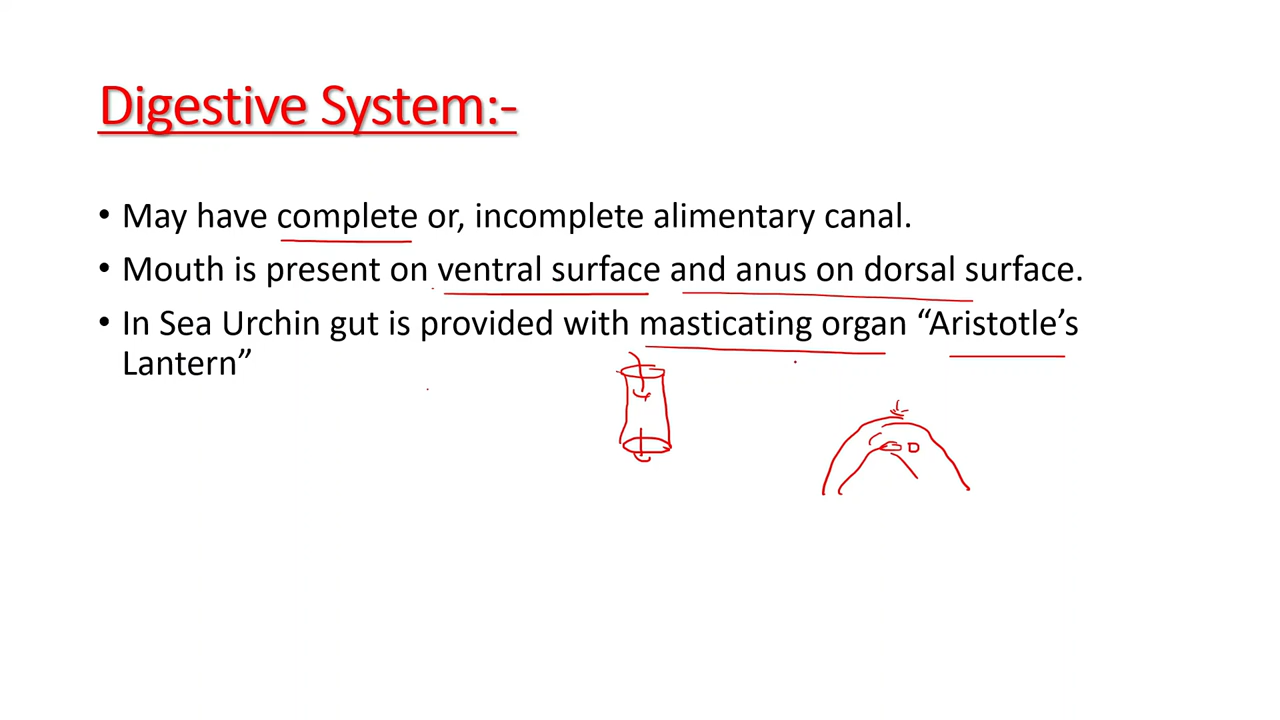 Digestive System:-
• May have complete or, incomplete alimentary canal.
• Mouth is present on ventral surface and anus on dorsal surface.
• In Sea Urchin gut is provided with masticating organ “Aristotle’s
Lantern”